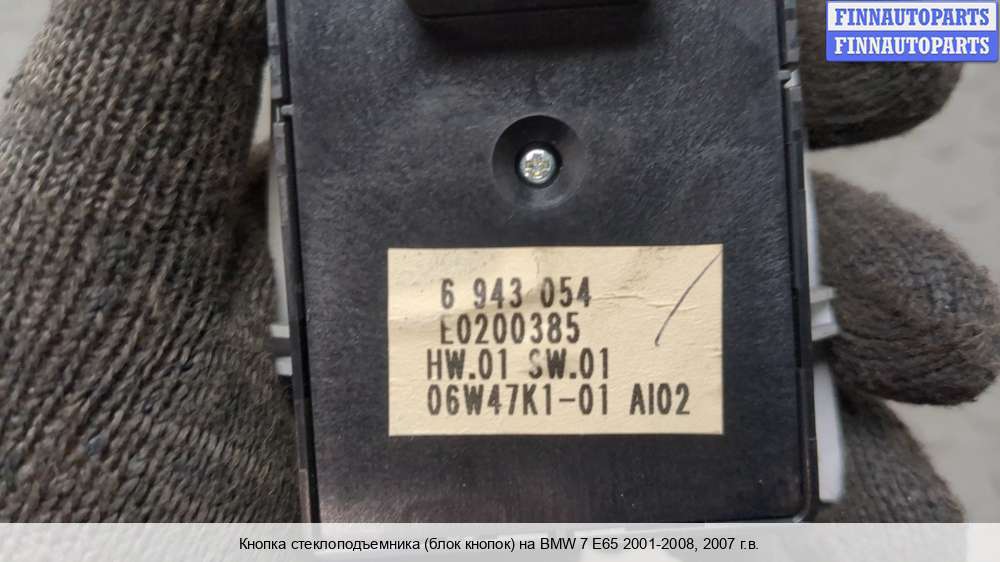 FINNAUTOPARTS
FINNAUTOPARTS
6 943 054
E0200385
HW.01 SW.01
06W47K1-01 AI02
Кнопка стеклоподъемника (блок кнопок) на BMW 7 E65 2001-2008, 2007 г.в.